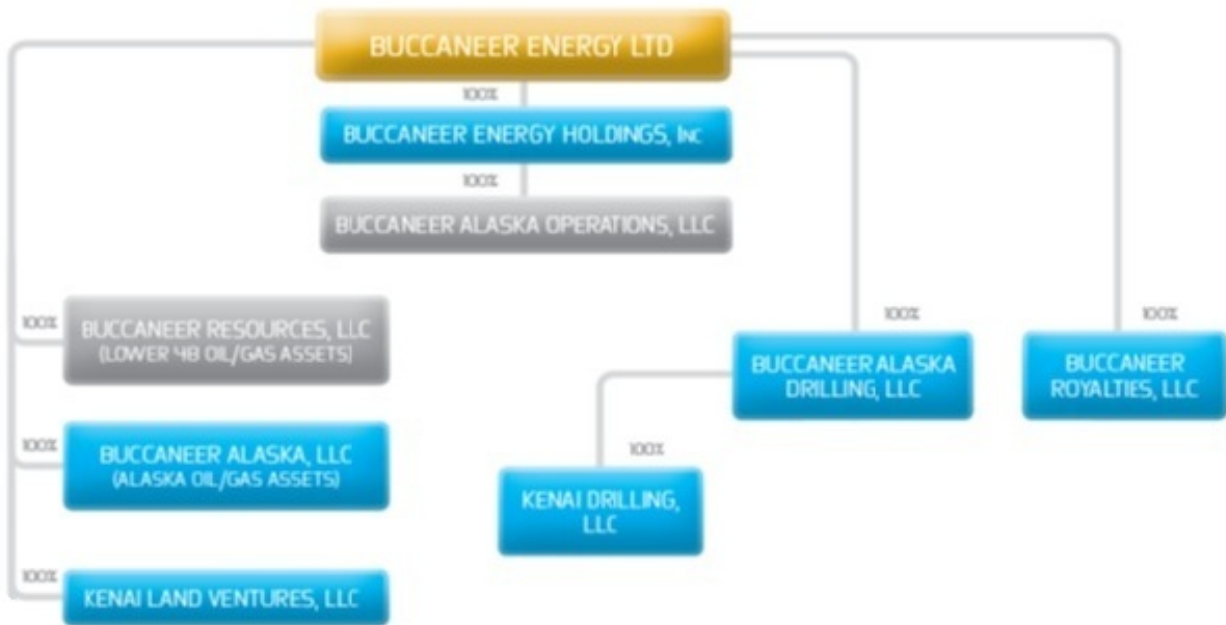 BUCCANEER ENERGY LTD
100%
BUCCANEER ENERGY HOLDINGS, INC
100%
BUCCANEER ALASKA OPERATIONS, LLC
100%
BUCCANEER RESOURCES, LLC
(LOWER 48 OIL/GAS ASSETS)
100%
BUCCANEER ALASKA, LLC
(ALASKA OIL/GAS ASSETS)
100%
KENAI LAND VENTURES, LLC
100%
BUCCANEER ALASKA
DRILLING, LLC
100%
KENAI DRILLING,
LLC
100%
BUCCANEER
ROYALTIES, LLC